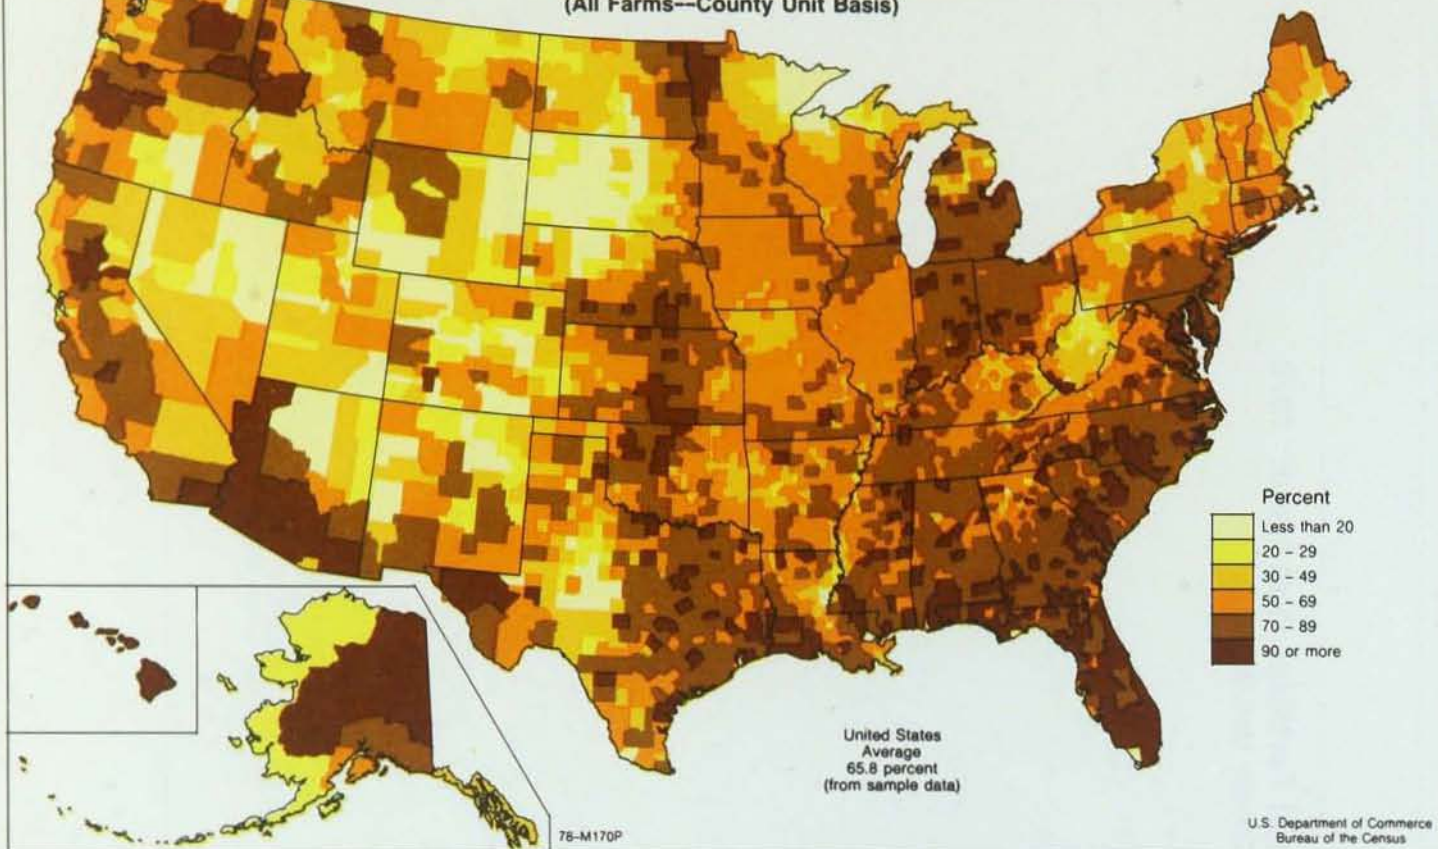 (All Farms--County Unit Basis)
Percent
Less than 20
20 - 29
30 - 49
50 - 69
70 - 89
90 or more
United States
Average
65.8 percent
(from sample data)
78-M170P
U.S. Department of Commerce
Bureau of the Census